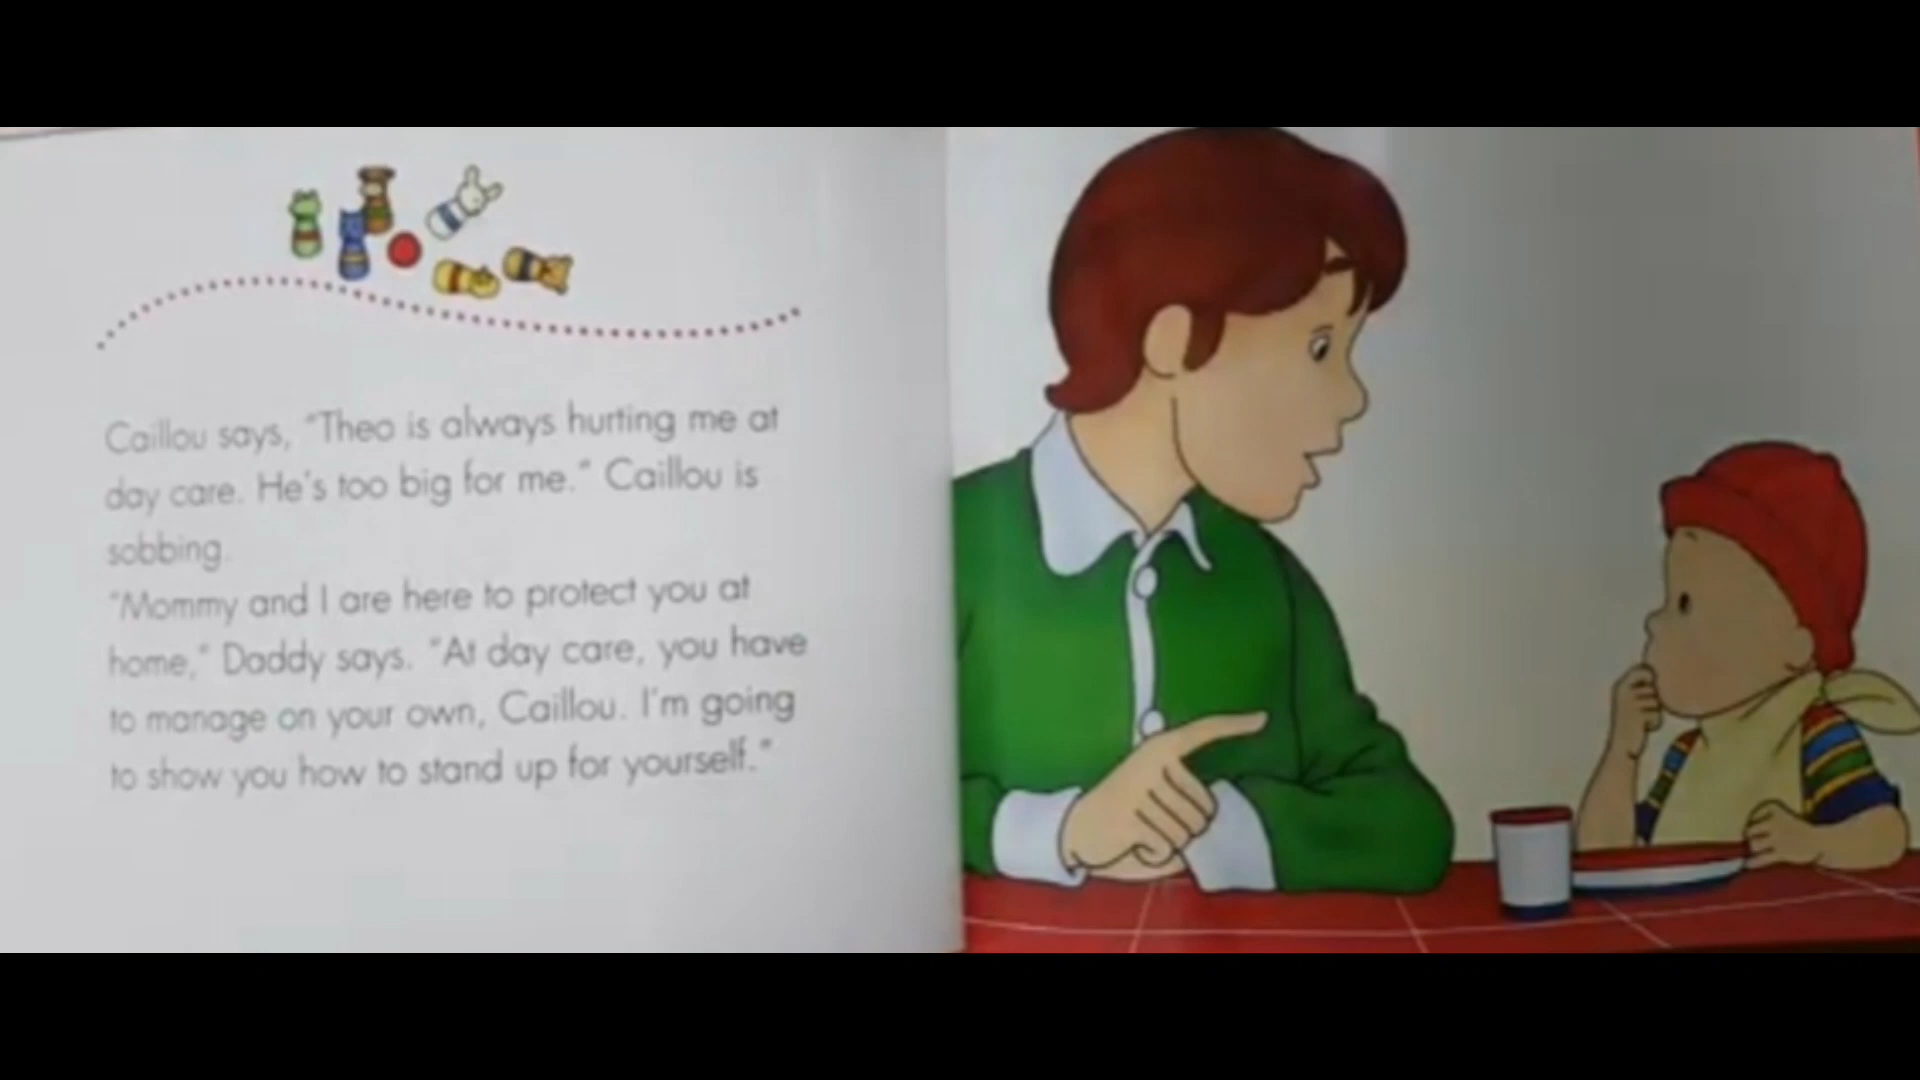 Caillou says, "Theo is always hurting me at
day care. He's too big for me." Caillou is
sobbing.
"Mommy and I are here to protect you at
home," Daddy says. "At day care, you have
to manage on your own, Caillou. I'm going
to show you how to stand up for yourself."